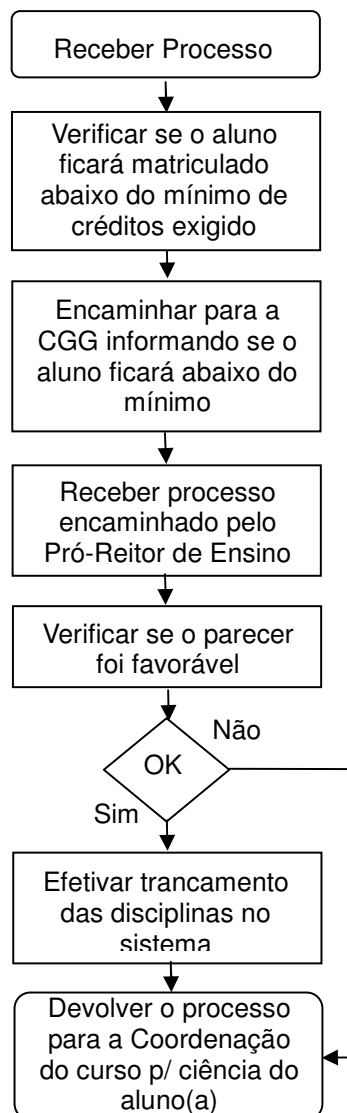 Receber Processo
Verificar se o aluno
ficará matriculado
abaixo do mínimo de
créditos exigido
Encaminhar para a
CGG informando se o
aluno ficará abaixo do
mínimo
Receber processo
encaminhado pelo
Pró-Reitor de Ensino
Verificar se o parecer
foi favorável
Não
OK
Sim
Efetivar trancamento
das disciplinas no
sistema
Devolver o processo
para a Coordenação
do curso p/ ciência do
aluno(a)